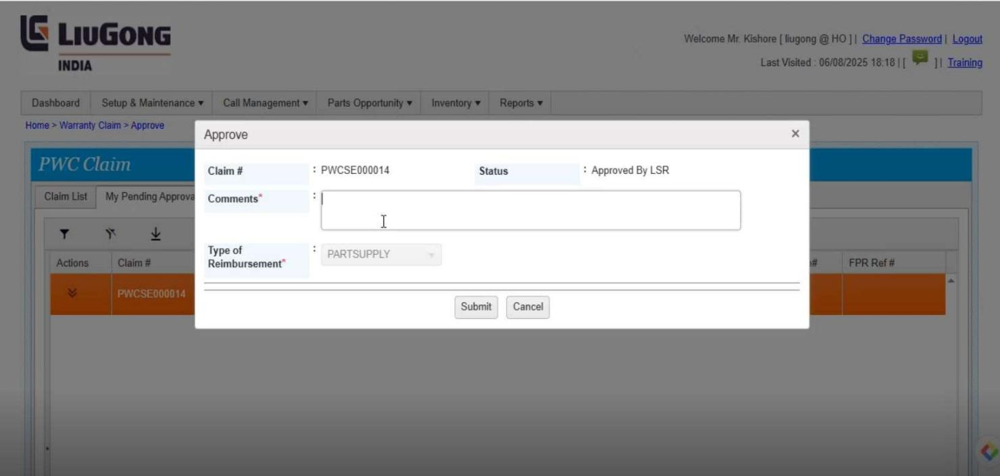 LG LIUGONG
INDIA
Welcome Mr. Kishore [ liugong @ HO ] | Change Password | Logout
Last Visited : 06/08/2025 18:18 | [ ] | Training
Dashboard Setup & Maintenance ▾ Call Management ▾ Parts Opportunity ▾ Inventory ▾ Reports ▾
Home > Warranty Claim > Approve
Approve ×
PWC Claim
Claim # : PWCSE000014 Status : Approved By LSR
Claim List My Pending Approva
Comments* :
Type of
Reimbursement* : PARTSUPPLY
Actions Claim # # FPR Ref #
PWCSE000014
Submit Cancel